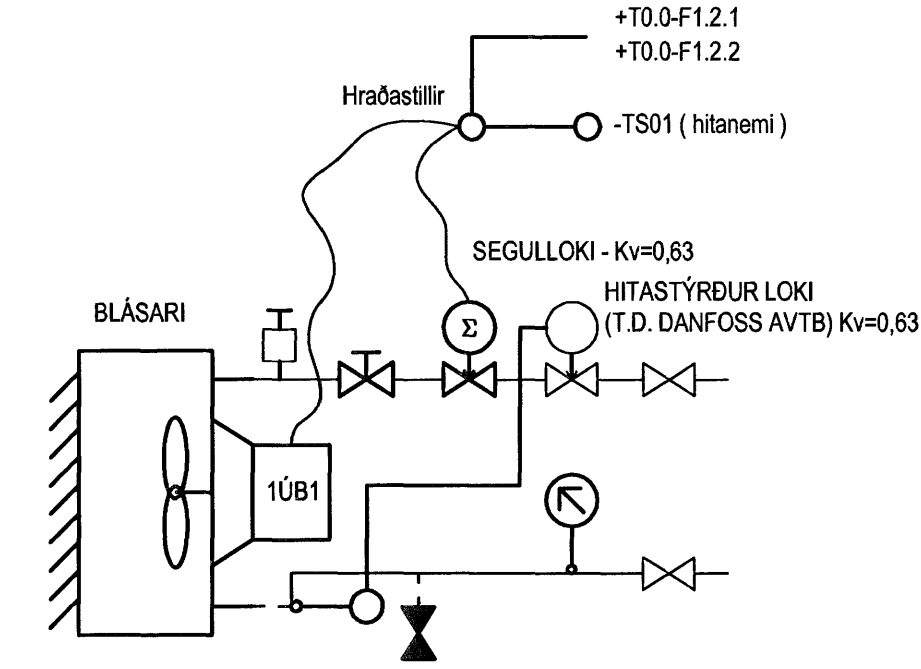 +T0.0-F1.2.1
+T0.0-F1.2.2
Hraðastillir
-TS01 ( hitanemi )
SEGULLOKI - Kv=0,63
HITASTÝRÐUR LOKI
(T.D. DANFOSS AVTB) Kv=0,63
BLÁSARI
Σ
1ÚB1